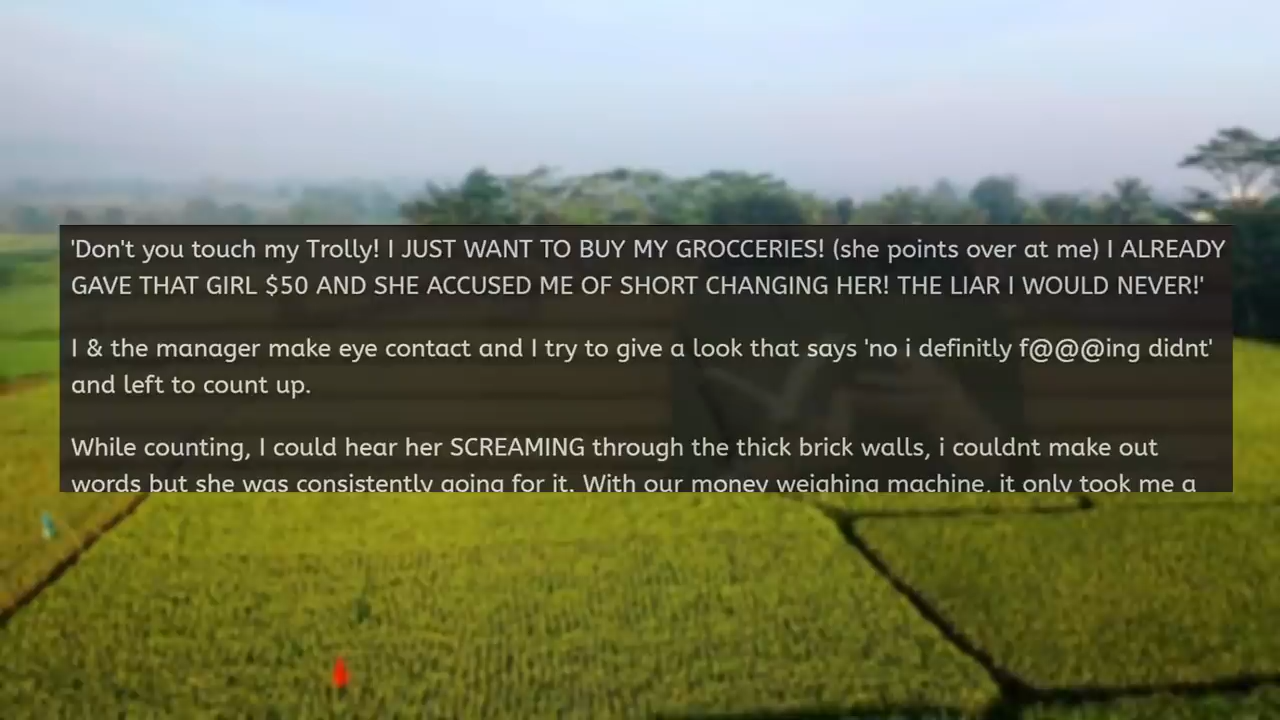 'Don't you touch my Trolly! I JUST WANT TO BUY MY GROCCERIES! (she points over at me) I ALREADY
GAVE THAT GIRL $50 AND SHE ACCUSED ME OF SHORT CHANGING HER! THE LIAR I WOULD NEVER!'
I & the manager make eye contact and I try to give a look that says 'no i definitly f@@@ing didnt'
and left to count up.
While counting, I could hear her SCREAMING through the thick brick walls, i couldnt make out
words but she was consistently going for it. With our money weighing machine, it only took me a